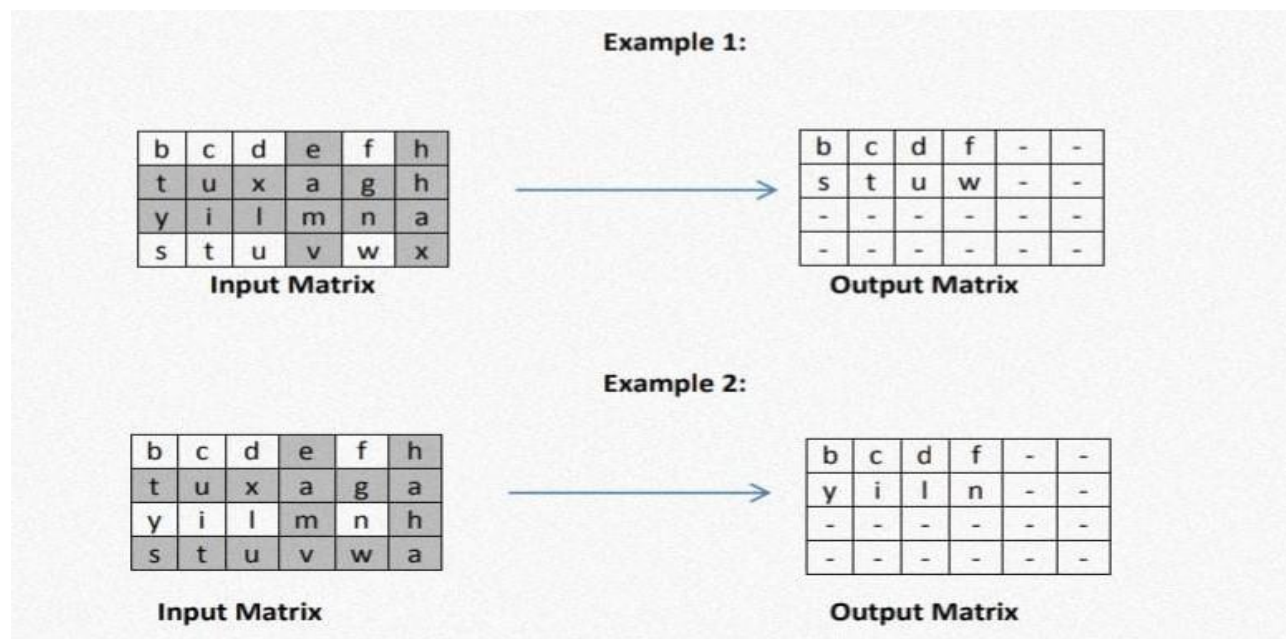 Example 1:
b c d e f h
t u x a g h
y i l m n a
s t u v w x
Input Matrix
b c d f - -
s t u w - -
- - - - - -
- - - - - -
Output Matrix
Example 2:
b c d e f h
t u x a g a
y i l m n h
s t u v w a
Input Matrix
b c d f - -
y i l n - -
- - - - - -
- - - - - -
Output Matrix